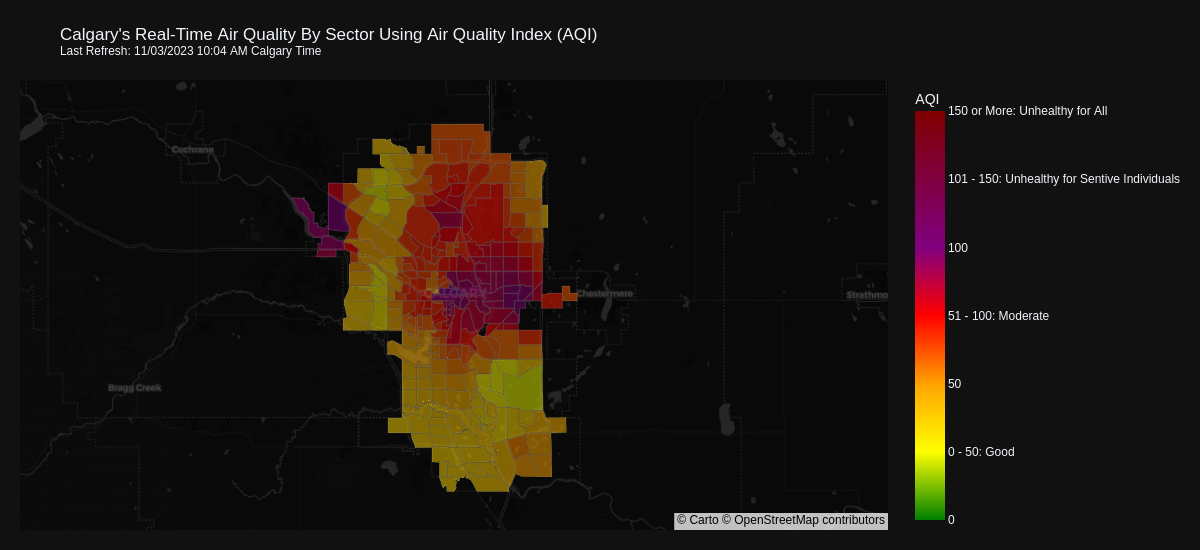 Calgary's Real-Time Air Quality By Sector Using Air Quality Index (AQI)
Last Refresh: 11/03/2023 10:04 AM Calgary Time
AQI
150 or More: Unhealthy for All
101 - 150: Unhealthy for Sentive Individuals
100
51 - 100: Moderate
50
0 - 50: Good
0
Cochrane
Chestermere
Strathmo
Bragg Creek
© Carto © OpenStreetMap contributors